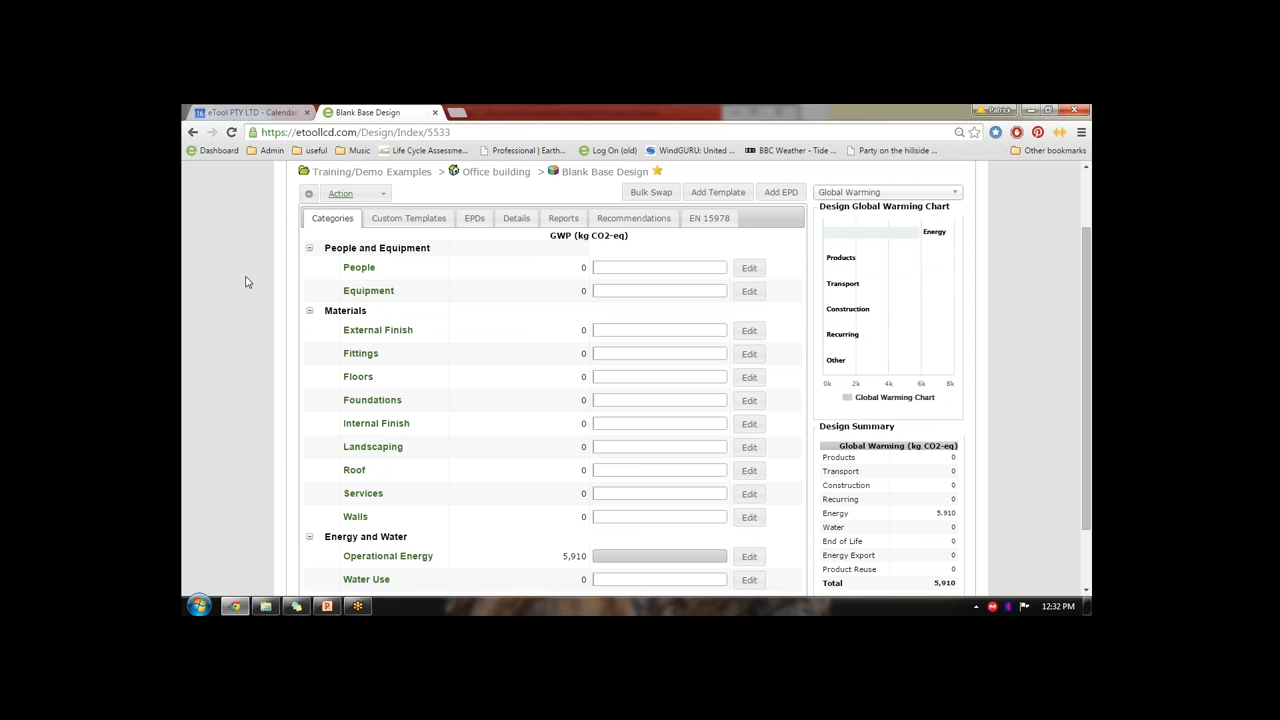 eTool PTY LTD - Calenda × Blank Base Design × Patrick
https://etoollcd.com/Design/Index/5533
Dashboard Admin useful Music Life Cycle Assessme... Professional | Earth... Log On (old) WindGURU: United ... BBC Weather - Tide ... Party on the hillside ... Other bookmarks
Training/Demo Examples > Office building > Blank Base Design
Action Bulk Swap Add Template Add EPD Global Warming
Design Global Warming Chart
Categories Custom Templates EPDs Details Reports Recommendations EN 15978
GWP (kg CO2-eq)
Energy
People and Equipment
Products
People 0 Edit
Transport
Equipment 0 Edit
Materials
Construction
External Finish 0 Edit
Recurring
Fittings 0 Edit
Other
Floors 0 Edit
0k 2k 4k 6k 8k
Global Warming Chart
Foundations 0 Edit
Internal Finish 0 Edit
Design Summary
Landscaping 0 Edit
Global Warming (kg CO2-eq)
Products 0
Roof 0 Edit
Transport 0
Construction 0
Services 0 Edit
Recurring 0
Walls 0 Edit
Energy 5,910
Water 0
Energy and Water
End of Life 0
Operational Energy 5,910 Edit
Energy Export 0
Product Reuse 0
Water Use 0 Edit
Total 5,910
12:32 PM